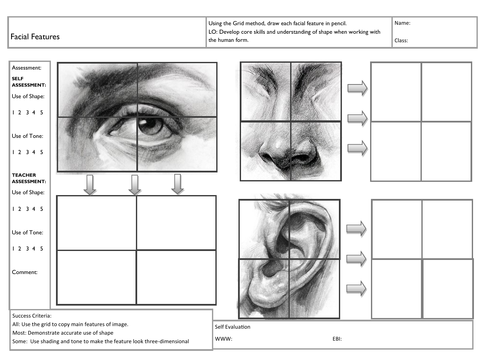 Facial Features
Using the Grid method, draw each facial feature in pencil.
LO: Develop core skills and understanding of shape when working with
the human form.
Name:
Class:
Assessment:
SELF
ASSESSMENT:
Use of Shape:
1 2 3 4 5
Use of Tone:
1 2 3 4 5
TEACHER
ASSESSMENT:
Use of Shape:
1 2 3 4 5
Use of Tone:
1 2 3 4 5
Comment:
Success Criteria:
All: Use the grid to copy main features of image.
Most: Demonstrate accurate use of shape
Some: Use shading and tone to make the feature look three-dimensional
Self Evaluation
WWW:
EBI: